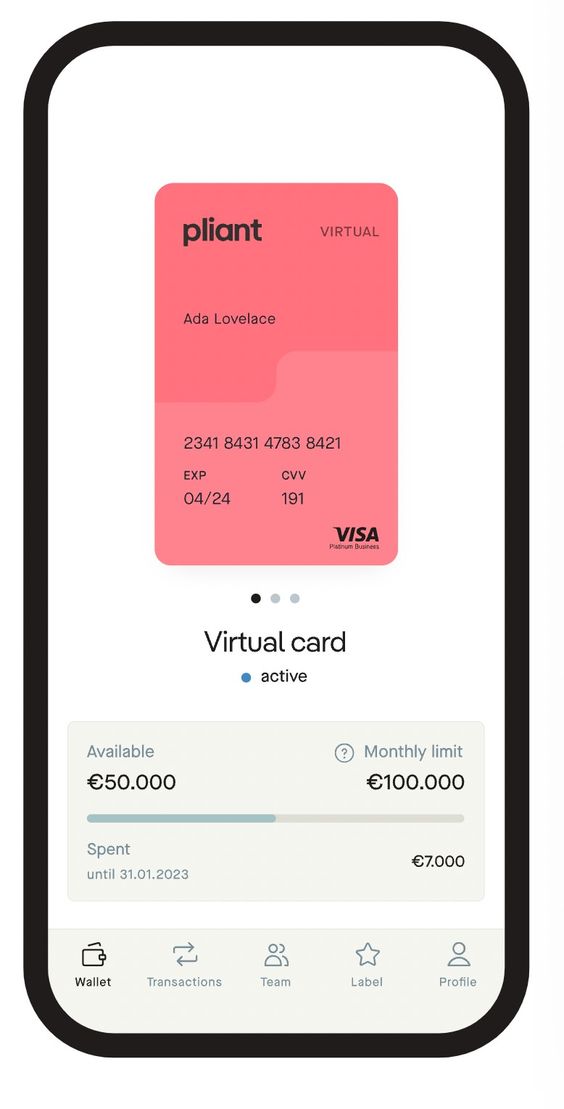 pliant VIRTUAL
Ada Lovelace
2341 8431 4783 8421
EXP CVV
04/24 191
VISA
Platinum Business
Virtual card
active
Available ? Monthly limit
€50.000 €100.000
Spent
until 31.01.2023 €7.000
Wallet Transactions Team Label Profile